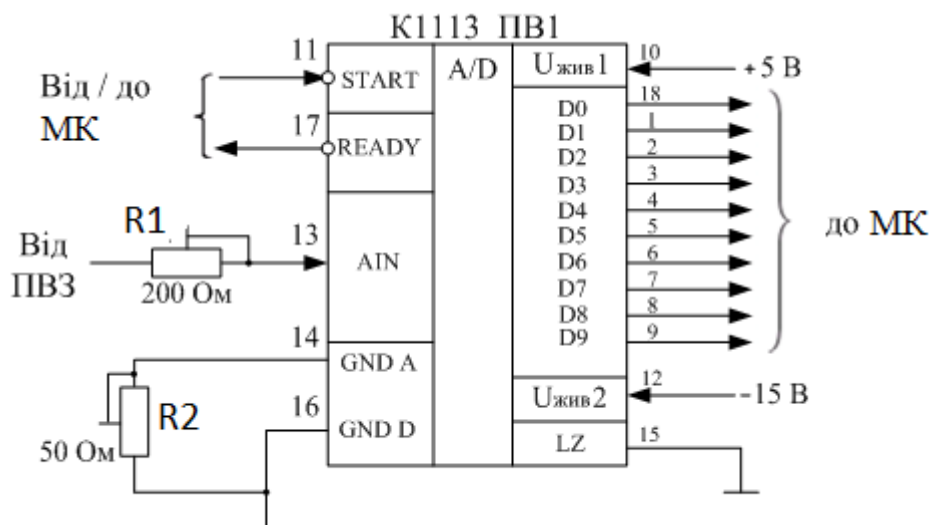 К1113 ПВ1
Від / до
МК
11
START
17
READY
A/D
Uжив1
10
+5 В
D0
18
D1
1
D2
2
D3
3
D4
4
D5
5
D6
6
D7
7
D8
8
D9
9
до МК
Від
ПВЗ
R1
200 Ом
13
AIN
14
GND A
16
GND D
R2
50 Ом
Uжив2
12
-15 В
LZ
15